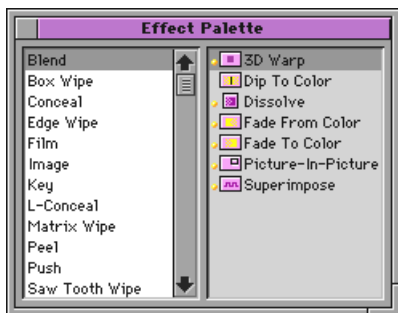 Effect Palette
Blend
Box Wipe
Conceal
Edge Wipe
Film
Image
Key
L-Conceal
Matrix Wipe
Peel
Push
Saw Tooth Wipe
3D Warp
Dip To Color
Dissolve
Fade From Color
Fade To Color
Picture-In-Picture
Superimpose